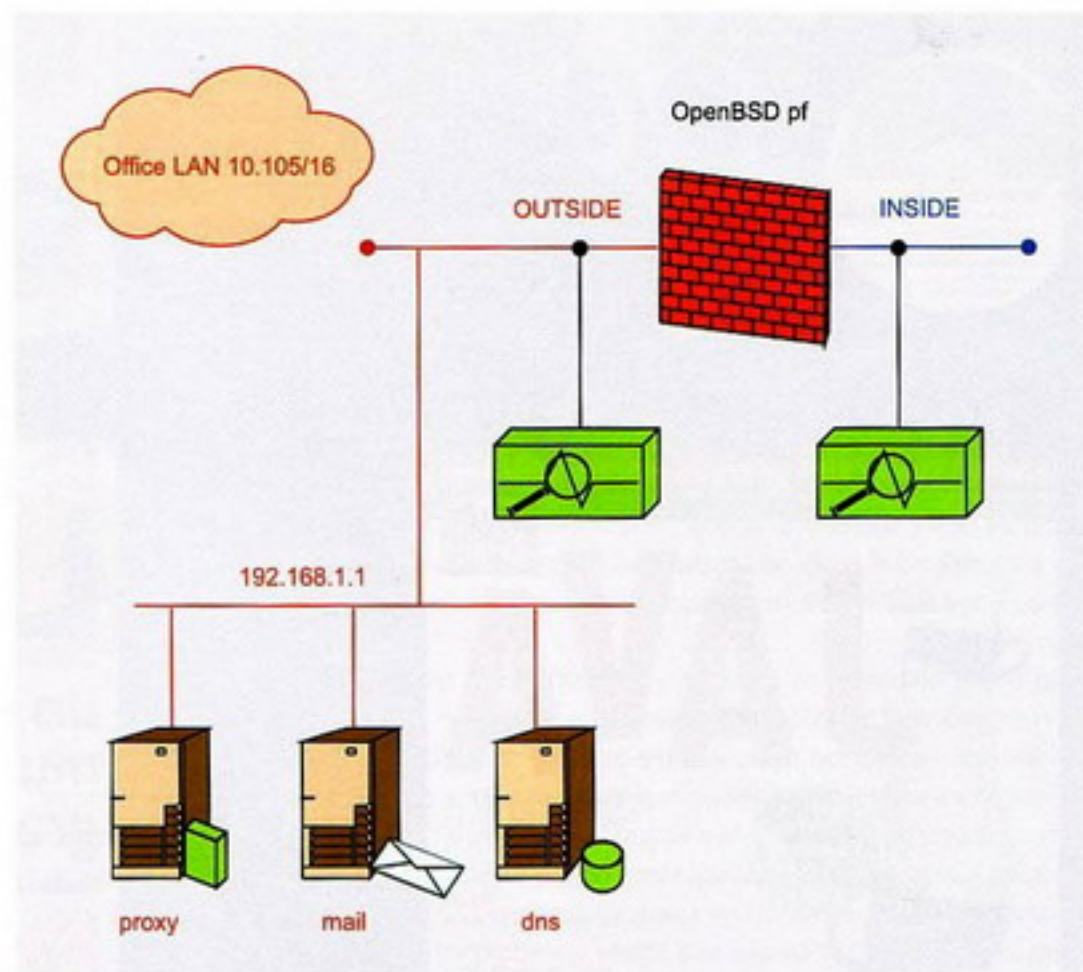 OpenBSD pf
Office LAN 10.105/16
OUTSIDE
INSIDE
192.168.1.1
proxy
mail
dns